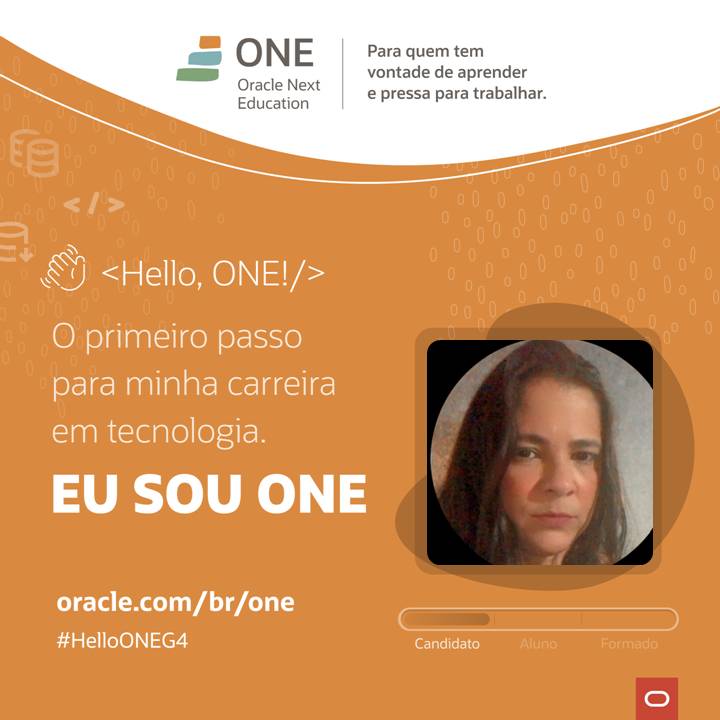 ONE
Oracle Next
Education
Para quem tem
vontade de aprender
e pressa para trabalhar.
</>
<Hello, ONE!/>
O primeiro passo
para minha carreira
em tecnologia.
EU SOU ONE
oracle.com/br/one
#HelloONEG4
Candidato
Aluno
Formado